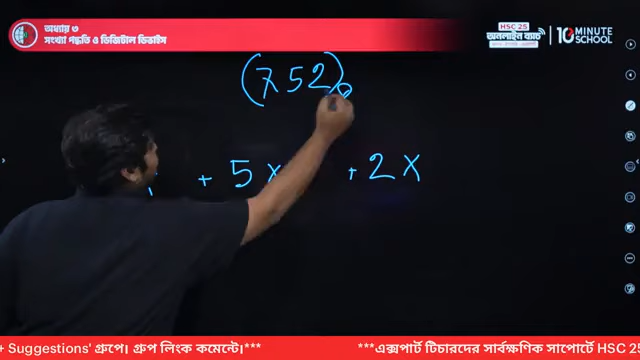 অধ্যায় ৩
সংখ্যা পদ্ধতি ও ডিজিটাল ডিভাইস
HSC 25
অনলাইন ব্যাচ
10 MINUTE SCHOOL
(752)
+ 5 x + 2 x
+ Suggestions' গ্রুপে। গ্রুপ লিংক কমেন্টে।*** ***এক্সপার্ট টিচারদের সার্বক্ষণিক সাপোর্টে HSC 25